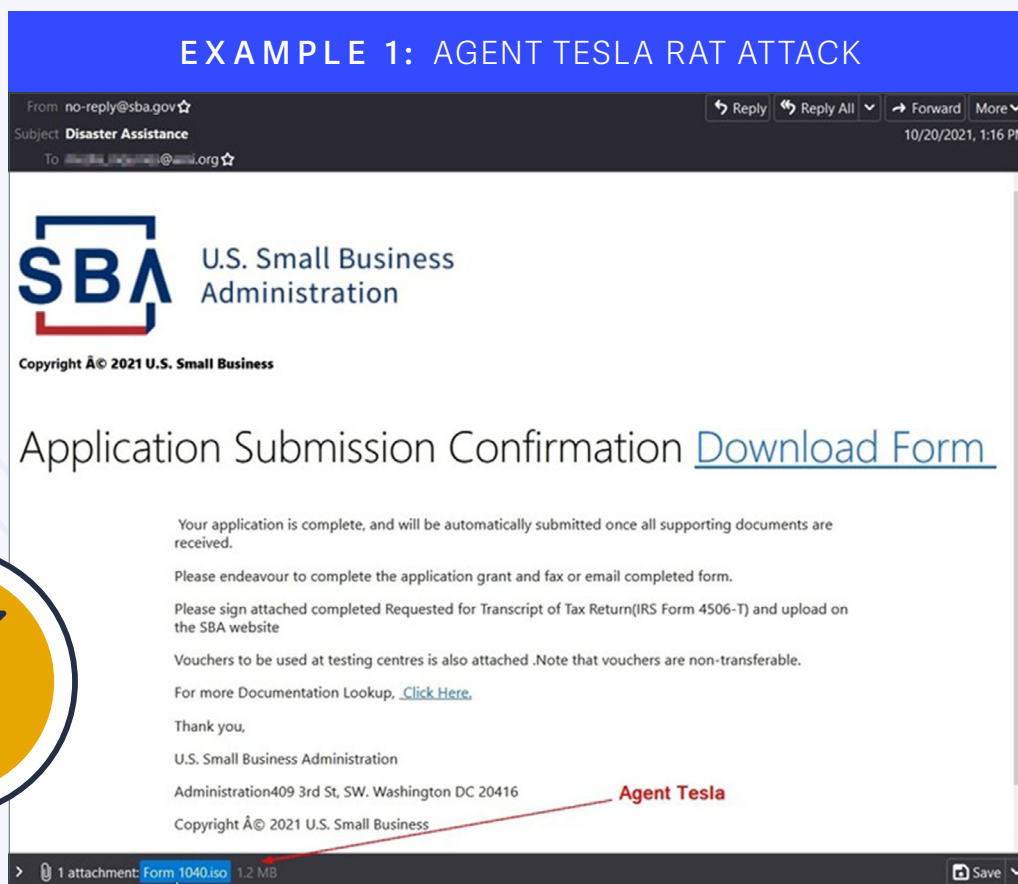 EXAMPLE 1: AGENT TESLA RAT ATTACK
From no-reply@sba.gov
Reply Reply All Forward More
Subject Disaster Assistance
10/20/2021, 1:16 PM
To @ .org
SBA
U.S. Small Business
Administration
Copyright Â© 2021 U.S. Small Business
Application Submission Confirmation Download Form
Your application is complete, and will be automatically submitted once all supporting documents are
received.
Please endeavour to complete the application grant and fax or email completed form.
Please sign attached completed Requested for Transcript of Tax Return(IRS Form 4506-T) and upload on
the SBA website
Vouchers to be used at testing centres is also attached .Note that vouchers are non-transferable.
For more Documentation Lookup, Click Here.
Thank you,
U.S. Small Business Administration
Administration409 3rd St, SW. Washington DC 20416
Agent Tesla
Copyright Â© 2021 U.S. Small Business
1 attachment: Form 1040.iso 1.2 MB
Save